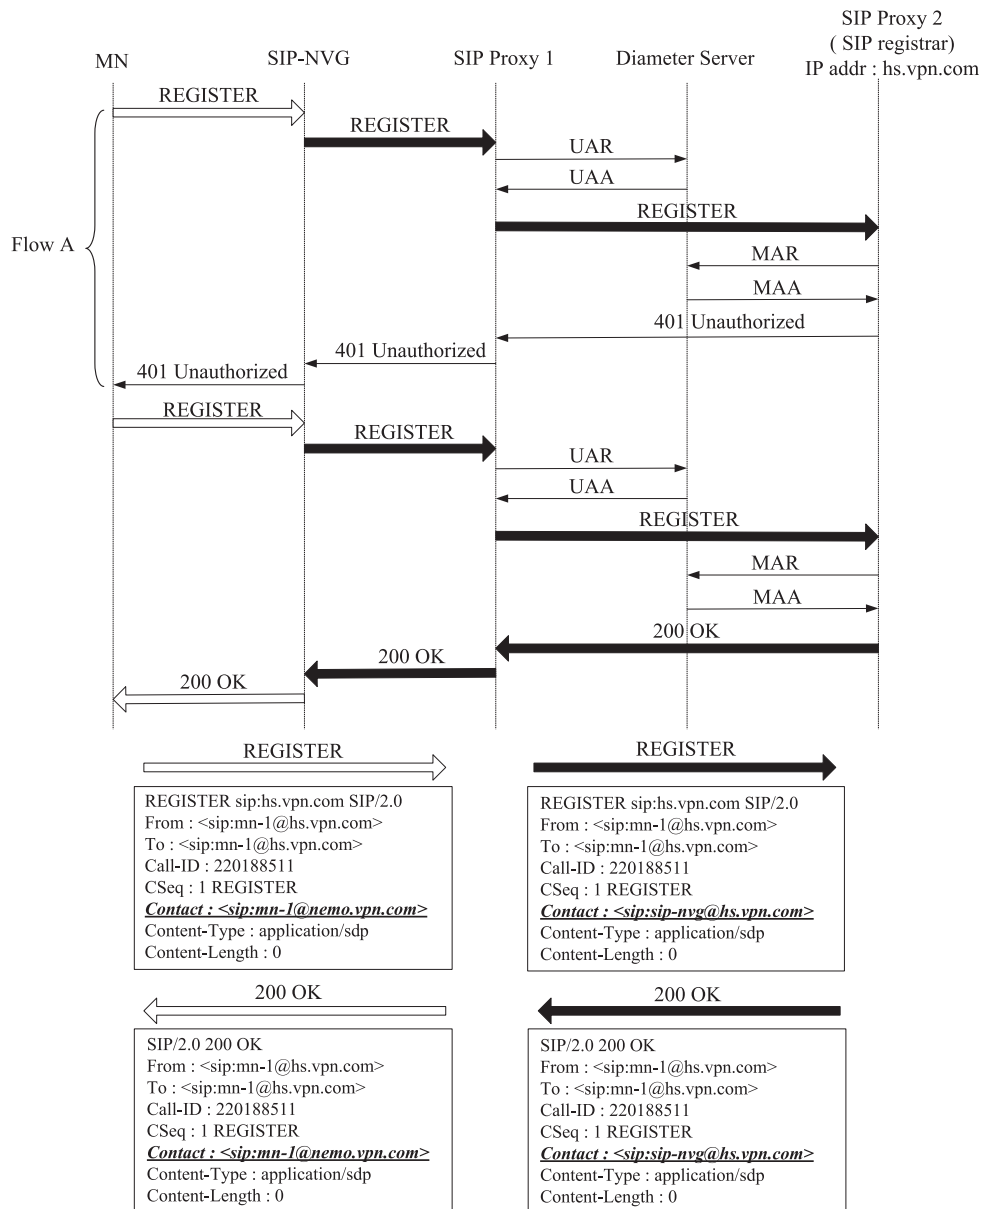 SIP Proxy 2
( SIP registrar)
IP addr : hs.vpn.com
MN
SIP-NVG
SIP Proxy 1
Diameter Server
REGISTER
REGISTER
UAR
UAA
REGISTER
Flow A
MAR
MAA
401 Unauthorized
401 Unauthorized
401 Unauthorized
REGISTER
REGISTER
UAR
UAA
REGISTER
MAR
MAA
200 OK
200 OK
200 OK
REGISTER
REGISTER sip:hs.vpn.com SIP/2.0
From : <sip:mn-1@hs.vpn.com>
To : <sip:mn-1@hs.vpn.com>
Call-ID : 220188511
CSeq : 1 REGISTER
Contact : <sip:mn-1@nemo.vpn.com>
Content-Type : application/sdp
Content-Length : 0
REGISTER
REGISTER sip:hs.vpn.com SIP/2.0
From : <sip:mn-1@hs.vpn.com>
To : <sip:mn-1@hs.vpn.com>
Call-ID : 220188511
CSeq : 1 REGISTER
Contact : <sip:sip-nvg@hs.vpn.com>
Content-Type : application/sdp
Content-Length : 0
200 OK
SIP/2.0 200 OK
From : <sip:mn-1@hs.vpn.com>
To : <sip:mn-1@hs.vpn.com>
Call-ID : 220188511
CSeq : 1 REGISTER
Contact : <sip:mn-1@nemo.vpn.com>
Content-Type : application/sdp
Content-Length : 0
200 OK
SIP/2.0 200 OK
From : <sip:mn-1@hs.vpn.com>
To : <sip:mn-1@hs.vpn.com>
Call-ID : 220188511
CSeq : 1 REGISTER
Contact : <sip:sip-nvg@hs.vpn.com>
Content-Type : application/sdp
Content-Length : 0